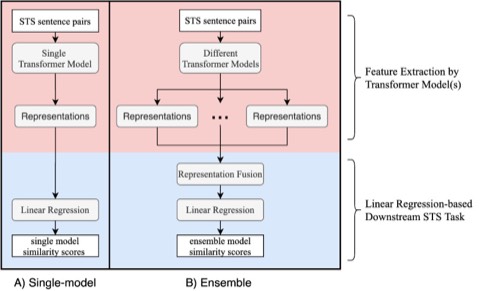 STS sentence pairs
Single
Transformer Model
Representations
Linear Regression
single model
similarity scores
A) Single-model
STS sentence pairs
Different
Transformer Models
Representations
...
Representations
Representation Fusion
Linear Regression
ensemble model
similarity scores
B) Ensemble
Feature Extraction by
Transformer Model(s)
Linear Regression-based
Downstream STS Task